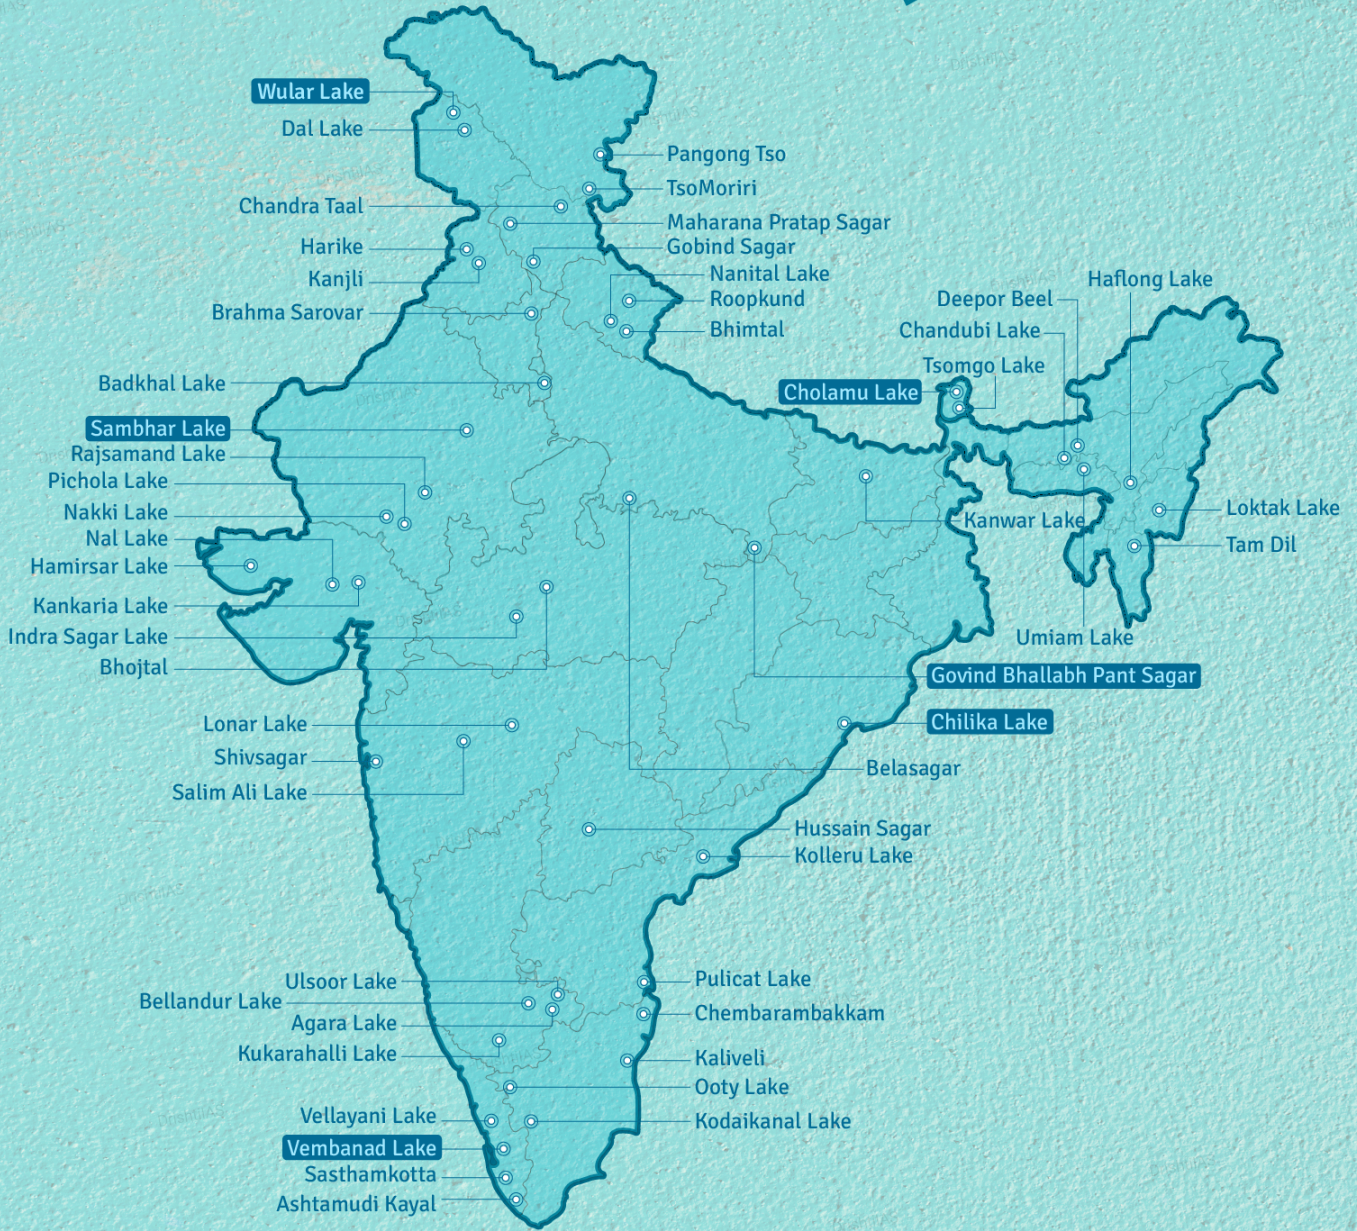 Wular Lake
Dal Lake
Pangong Tso
TsoMoriri
Chandra Taal
Maharana Pratap Sagar
Harike
Gobind Sagar
Kanjli
Nanital Lake
Haflong Lake
Roopkund
Deepor Beel
Brahma Sarovar
Bhimtal
Chandubi Lake
Tsomgo Lake
Badkhal Lake
Cholamu Lake
Sambhar Lake
Rajsamand Lake
Pichola Lake
Nakki Lake
Kanwar Lake
Loktak Lake
Nal Lake
Tam Dil
Hamirsar Lake
Kankaria Lake
Indra Sagar Lake
Umiam Lake
Bhojtal
Govind Bhallabh Pant Sagar
Lonar Lake
Chilika Lake
Shivsagar
Belasagar
Salim Ali Lake
Hussain Sagar
Kolleru Lake
Ulsoor Lake
Pulicat Lake
Bellandur Lake
Chembarambakkam
Agara Lake
Kukarahalli Lake
Kaliveli
Ooty Lake
Vellayani Lake
Kodaikanal Lake
Vembanad Lake
Sasthamkotta
Ashtamudi Kayal